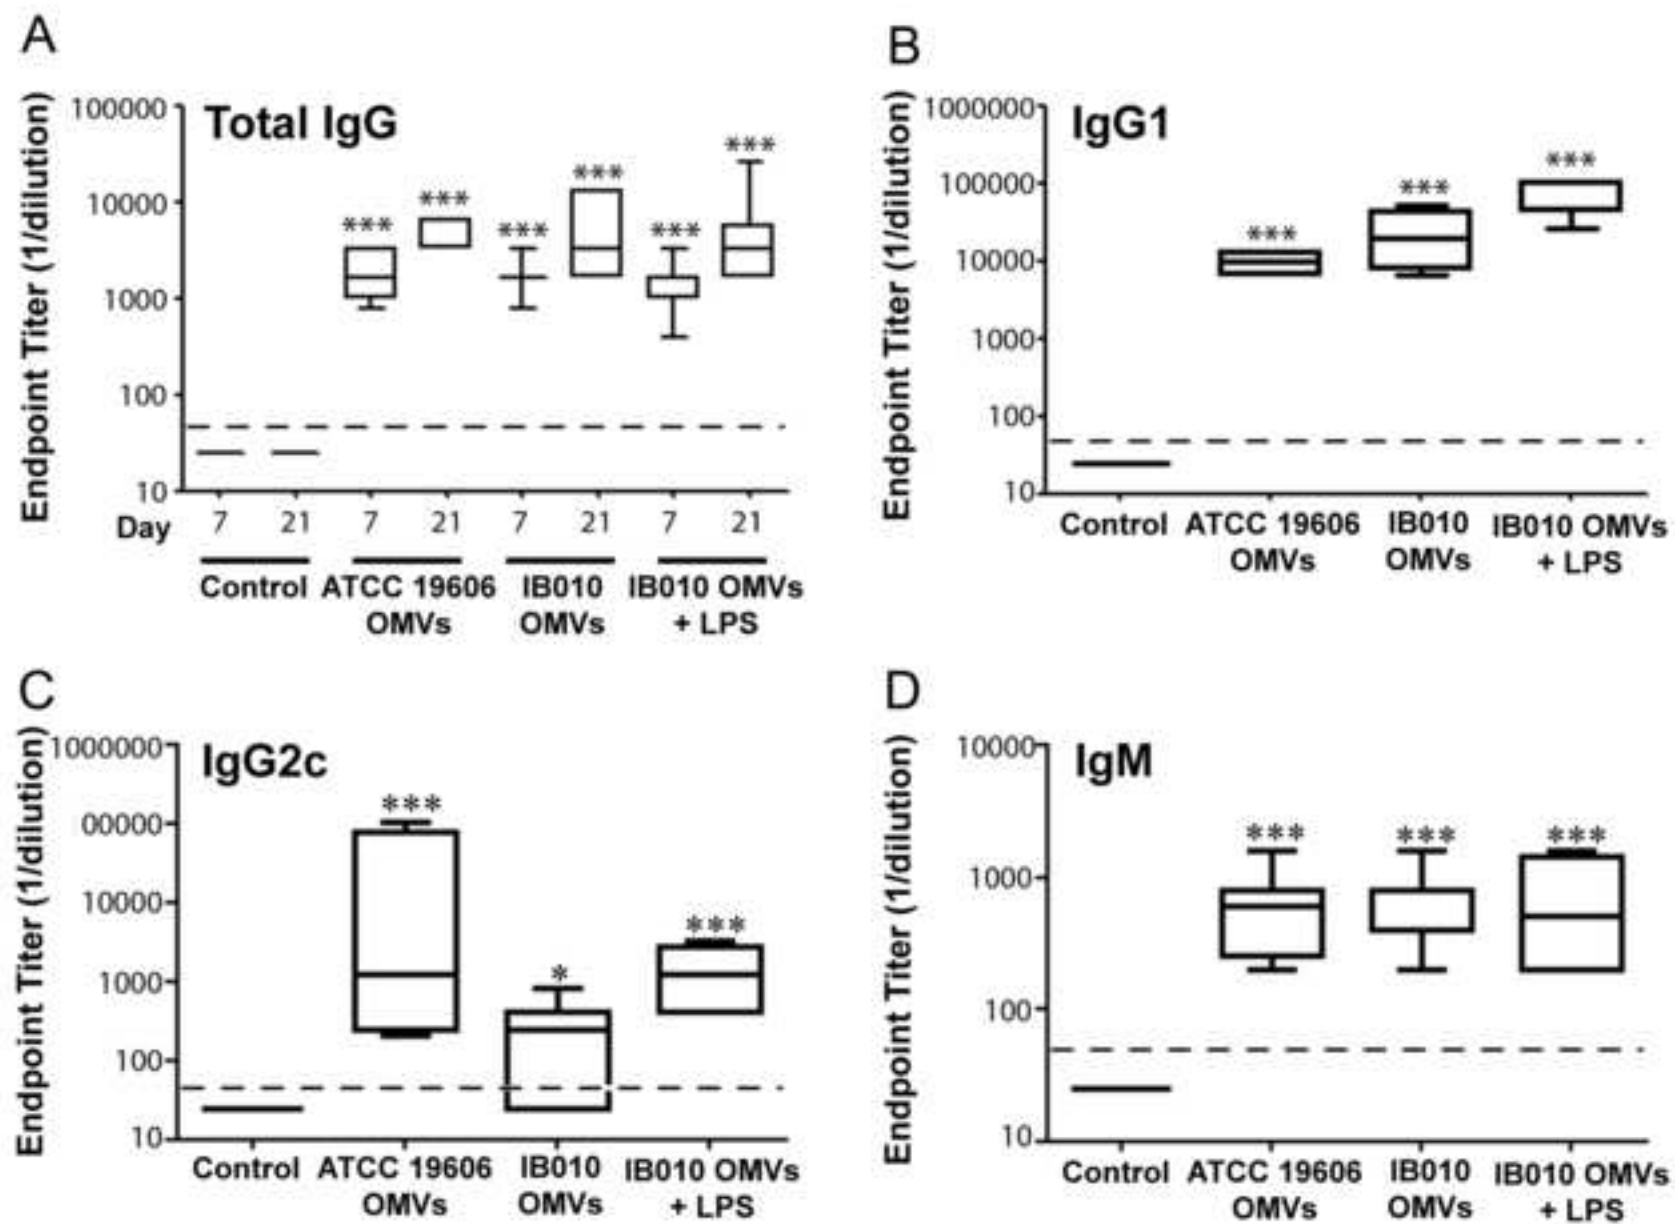 A
Endpoint Titer (1/dilution)
Total IgG
100000
10000
1000
100
10
*** *** *** *** *** ***
Day 7 21 7 21 7 21 7 21
Control ATCC 19606 IB010 IB010 OMVs
OMVs OMVs + LPS
B
Endpoint Titer (1/dilution)
IgG1
1000000
100000
10000
1000
100
10
*** *** ***
Control ATCC 19606 IB010 IB010 OMVs
OMVs OMVs + LPS
C
Endpoint Titer (1/dilution)
IgG2c
1000000
00000
10000
1000
100
10
*** * ***
Control ATCC 19606 IB010 IB010 OMVs
OMVs OMVs + LPS
D
Endpoint Titer (1/dilution)
IgM
10000
1000
100
10
*** *** ***
Control ATCC 19606 IB010 IB010 OMVs
OMVs OMVs + LPS